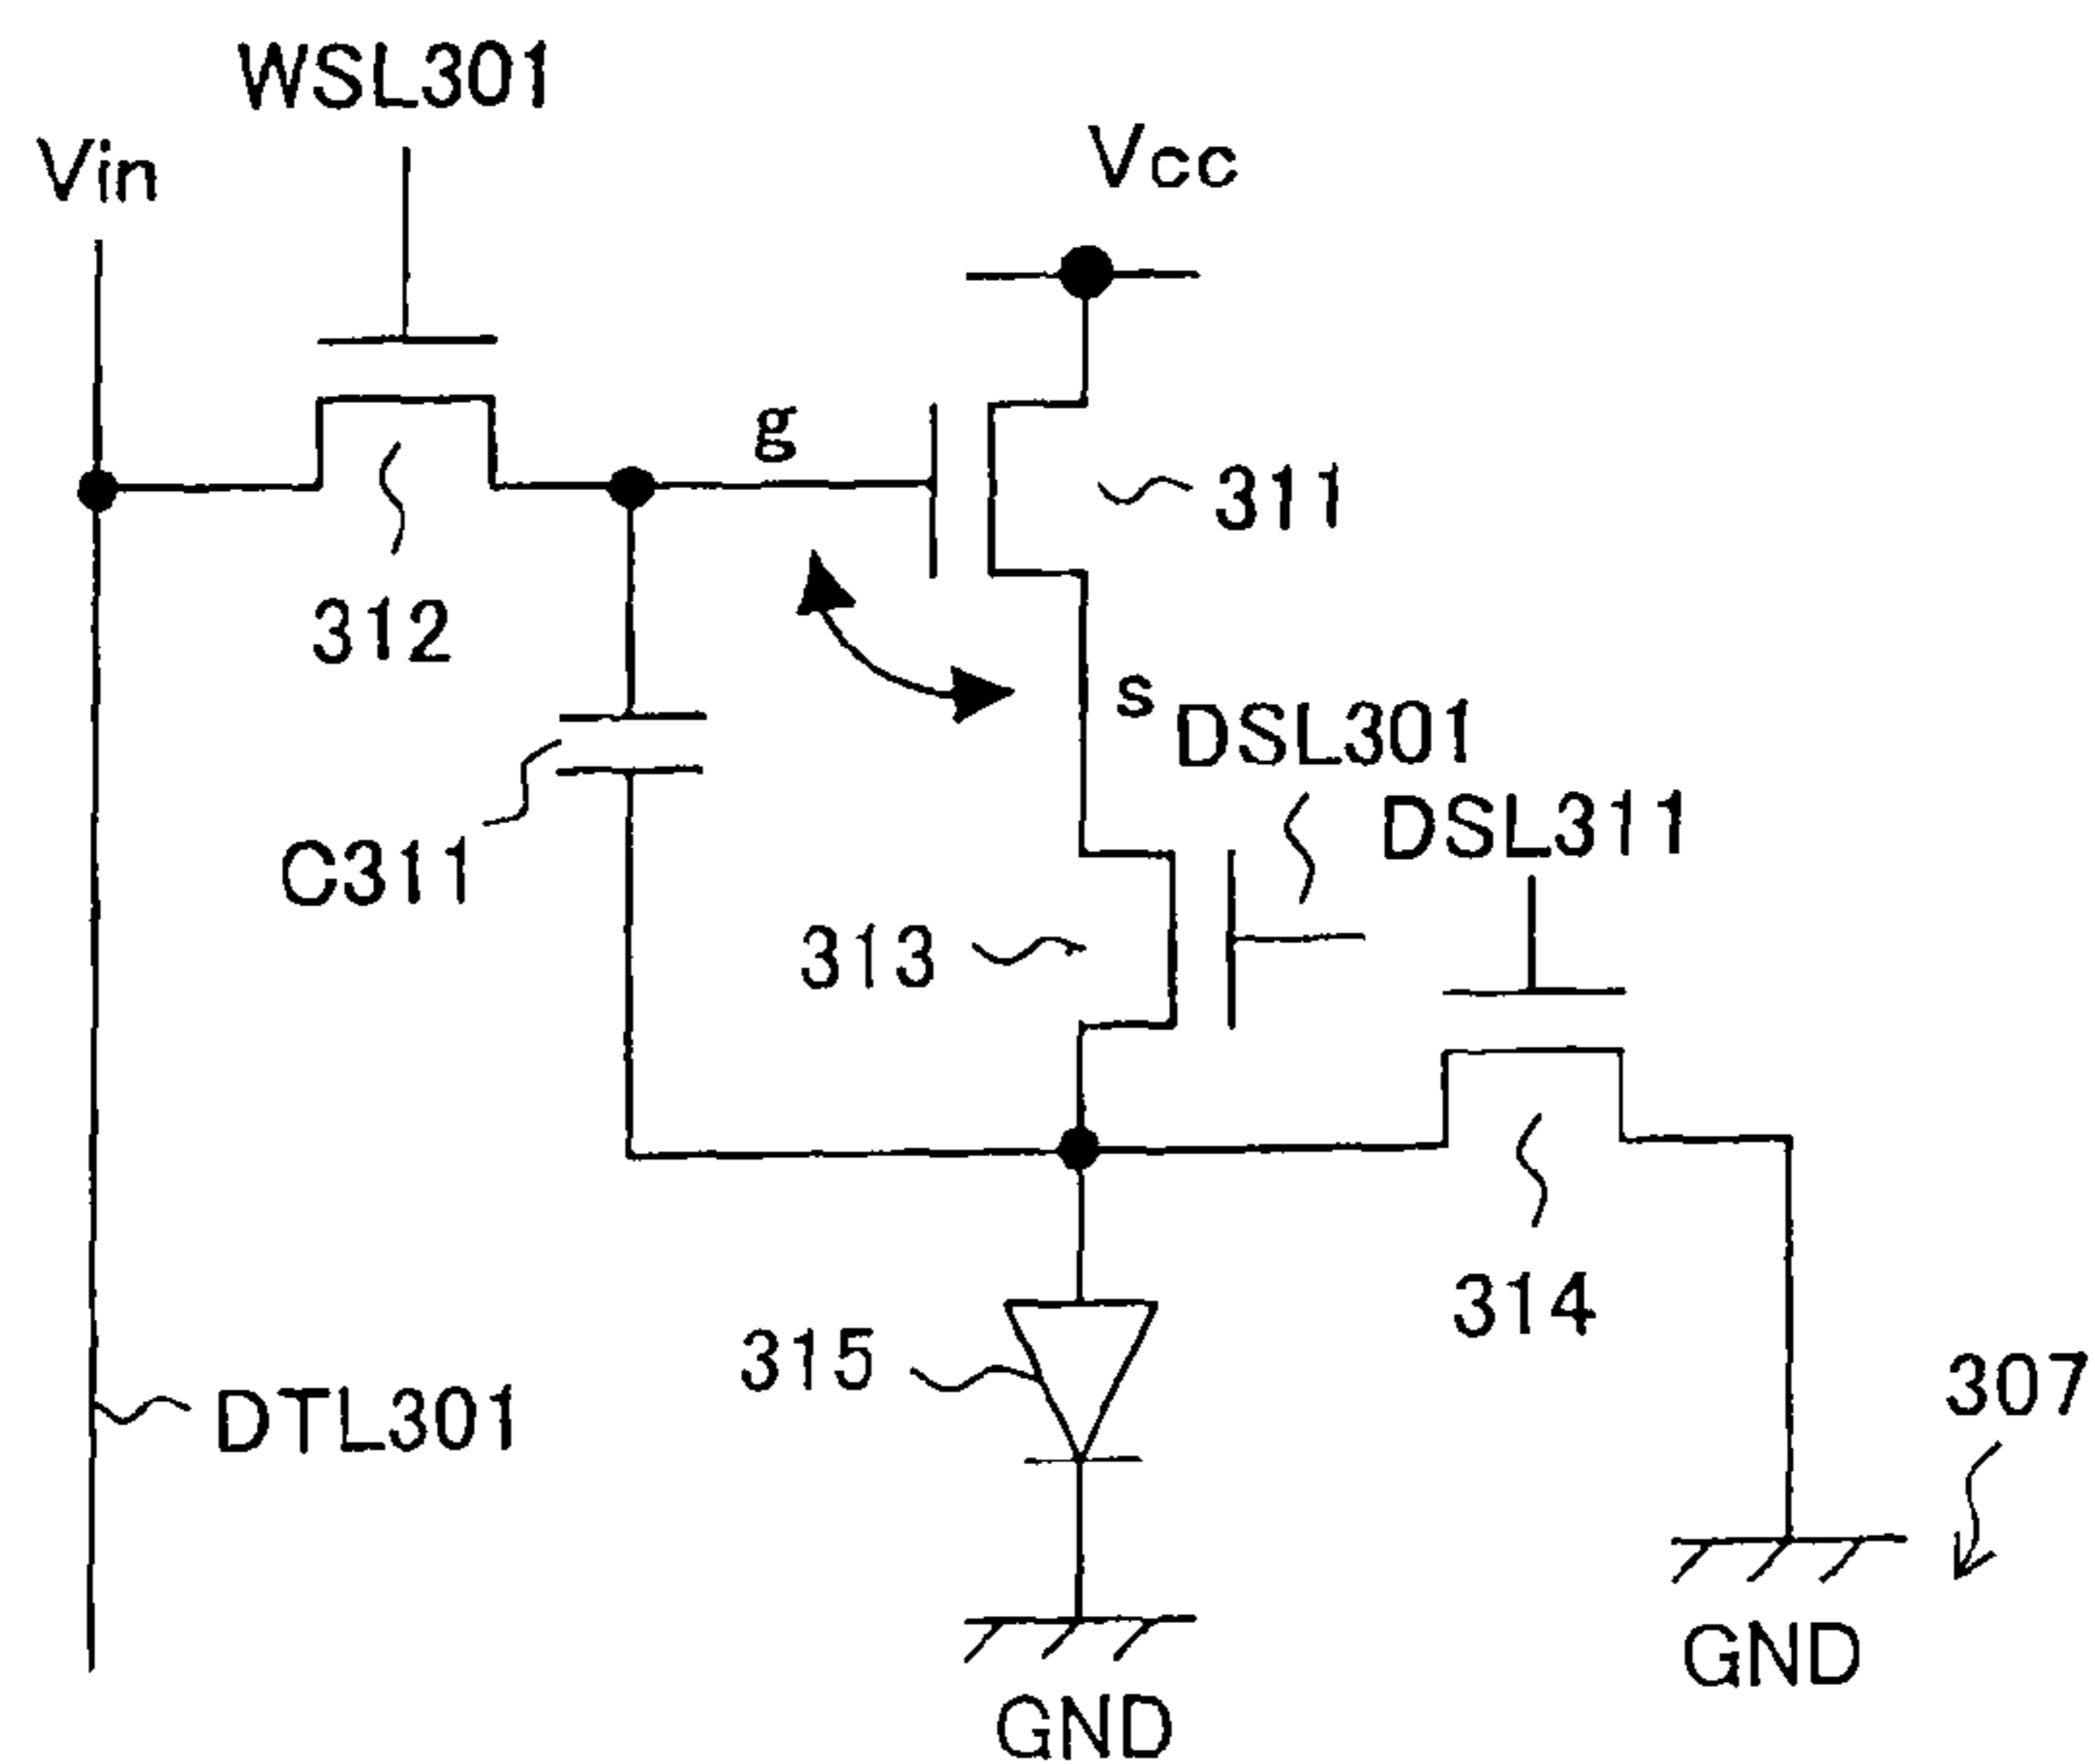 WSL301
Vin
Vcc
g
311
312
s
DSL301
DSL311
C311
313
314
315
307
DTL301
GND
GND